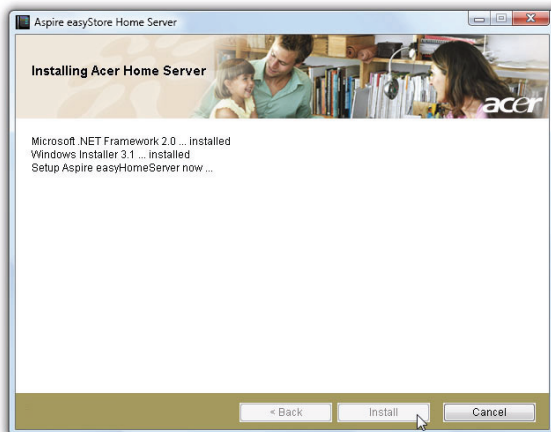 Aspire easyStore Home Server
Installing Acer Home Server
acer
Microsoft .NET Framework 2.0 ... installed
Windows Installer 3.1 ... installed
Setup Aspire easyHomeServer now ...
< Back
Install
Cancel